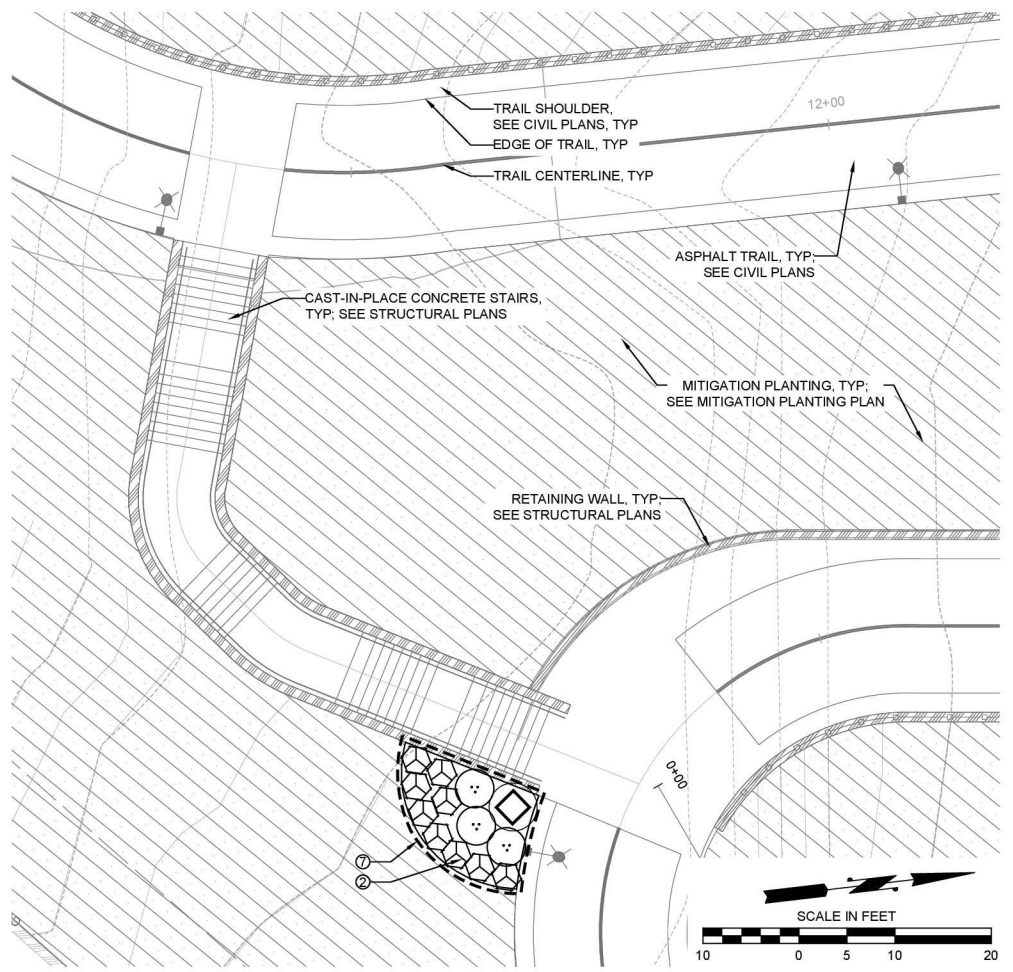 TRAIL SHOULDER,
SEE CIVIL PLANS, TYP
12+00
EDGE OF TRAIL, TYP
TRAIL CENTERLINE, TYP
ASPHALT TRAIL, TYP;
SEE CIVIL PLANS
CAST-IN-PLACE CONCRETE STAIRS,
TYP; SEE STRUCTURAL PLANS
MITIGATION PLANTING, TYP;
SEE MITIGATION PLANTING PLAN
RETAINING WALL, TYP;
SEE STRUCTURAL PLANS
0+00
7
2
SCALE IN FEET
10 0 5 10 20